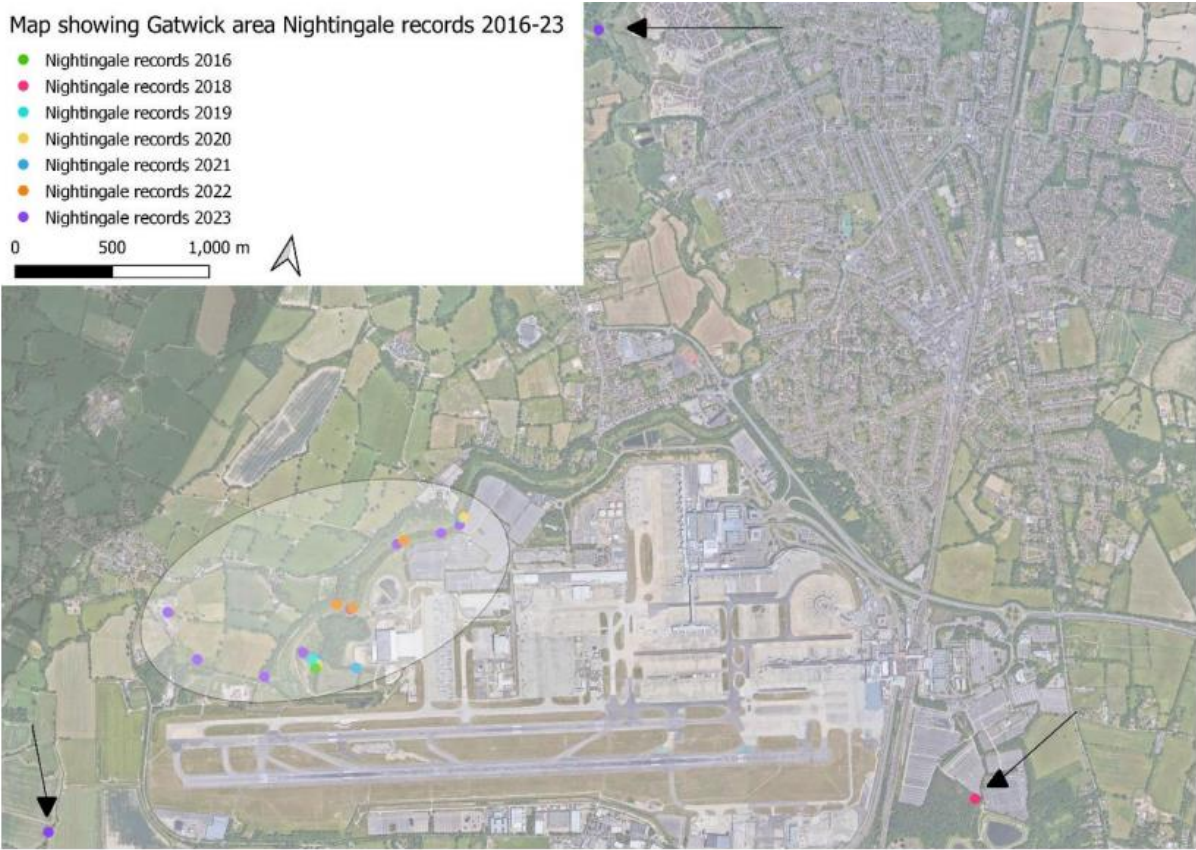 Map showing Gatwick area Nightingale records 2016-23
Nightingale records 2016
Nightingale records 2018
Nightingale records 2019
Nightingale records 2020
Nightingale records 2021
Nightingale records 2022
Nightingale records 2023
0 500 1,000 m